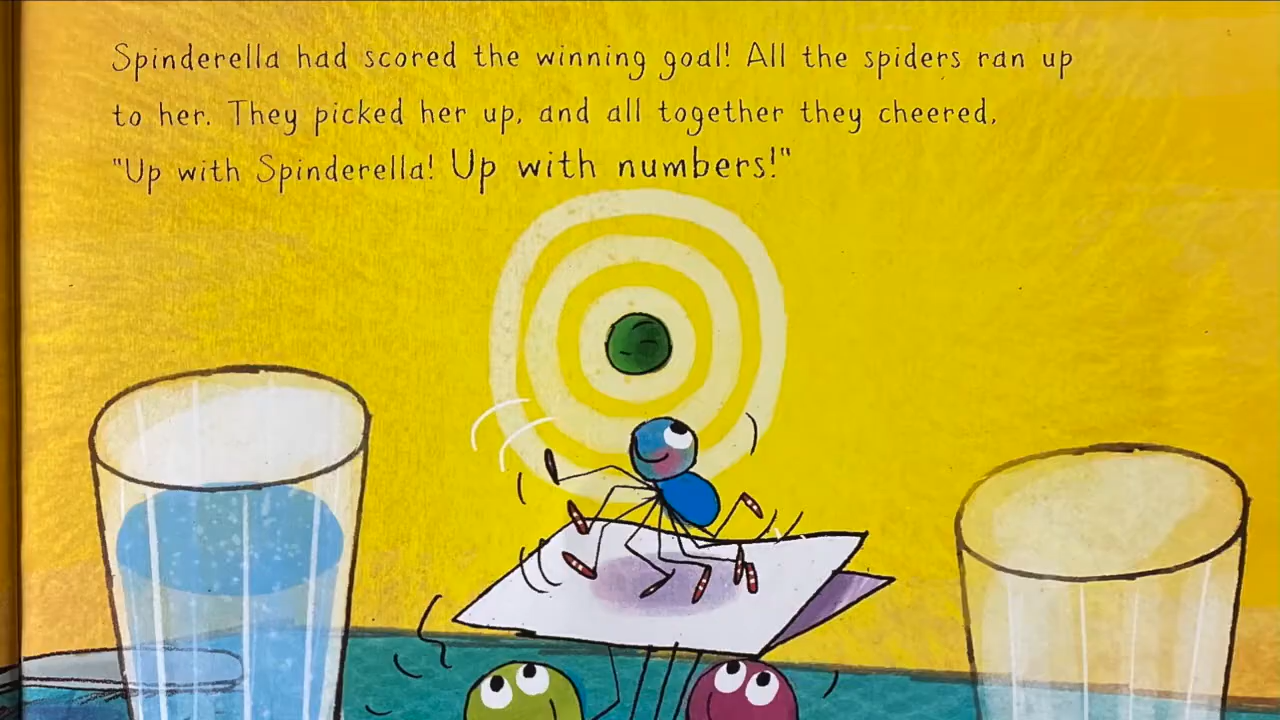 Spinderella had scored the winning goal! All the spiders ran up
to her. They picked her up, and all together they cheered,
"Up with Spinderella! Up with numbers!"